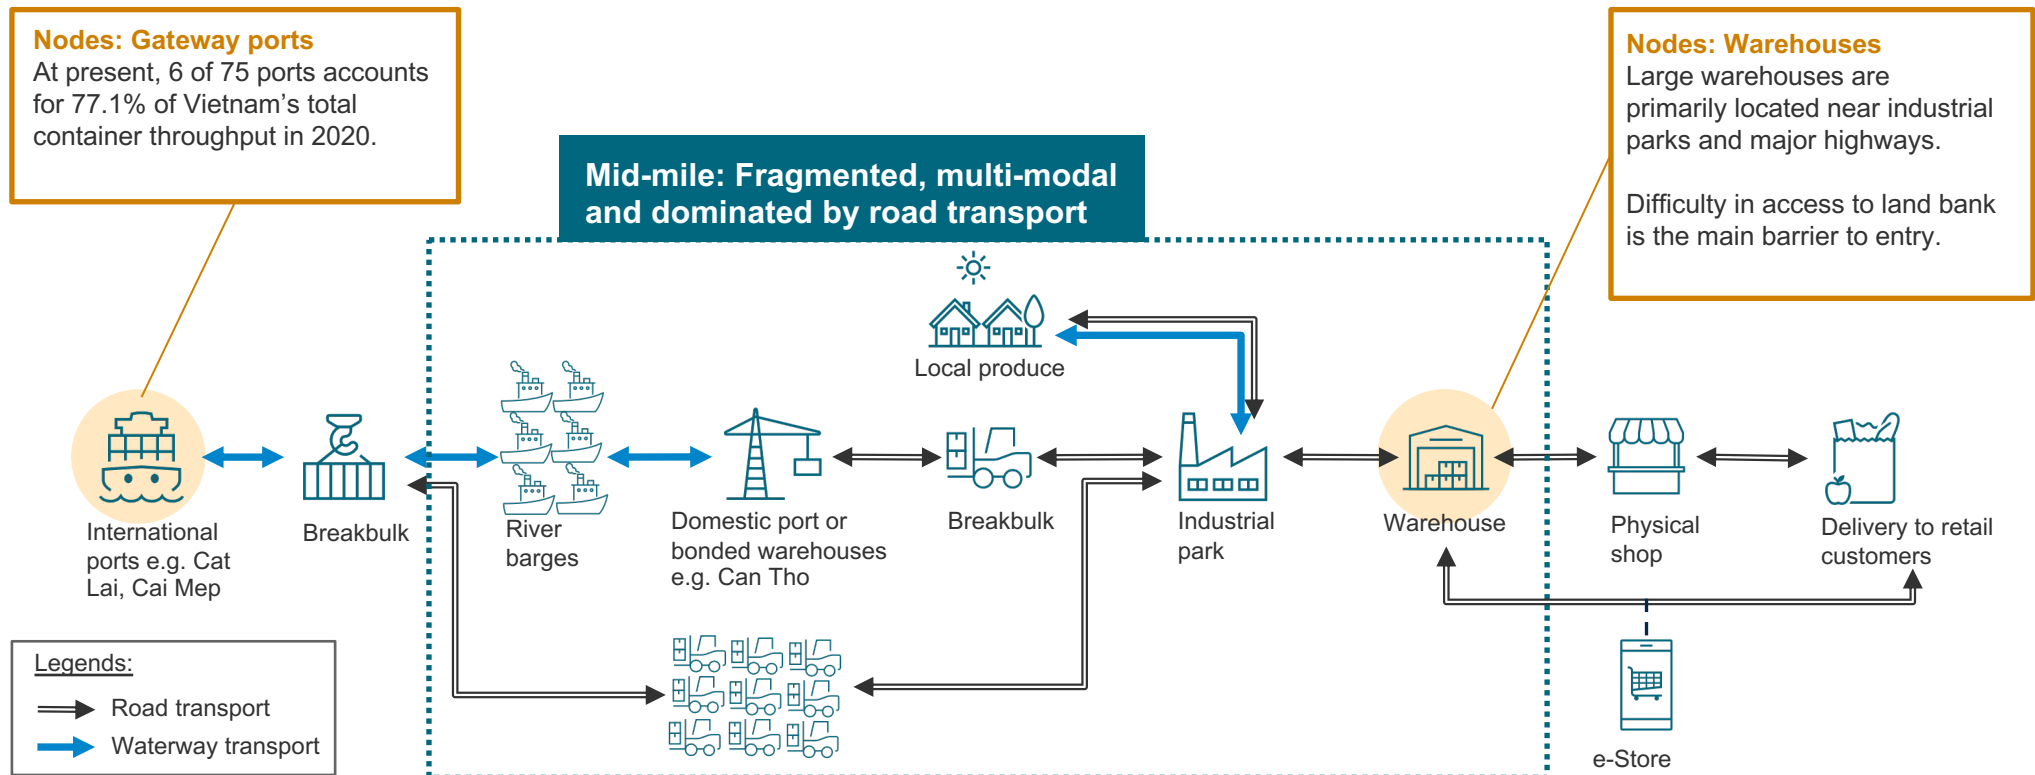 Nodes: Gateway ports
At present, 6 of 75 ports accounts
for 77.1% of Vietnam's total
container throughput in 2020.
Mid-mile: Fragmented, multi-modal
and dominated by road transport
Nodes: Warehouses
Large warehouses are
primarily located near industrial
parks and major highways.
Difficulty in access to land bank
is the main barrier to entry.
Local produce
International
ports e.g. Cat
Lai, Cai Mep
Breakbulk
River
barges
Domestic port or
bonded warehouses
e.g. Can Tho
Breakbulk
Industrial
park
Warehouse
Physical
shop
Delivery to retail
customers
Legends:
Road transport
Waterway transport
e-Store